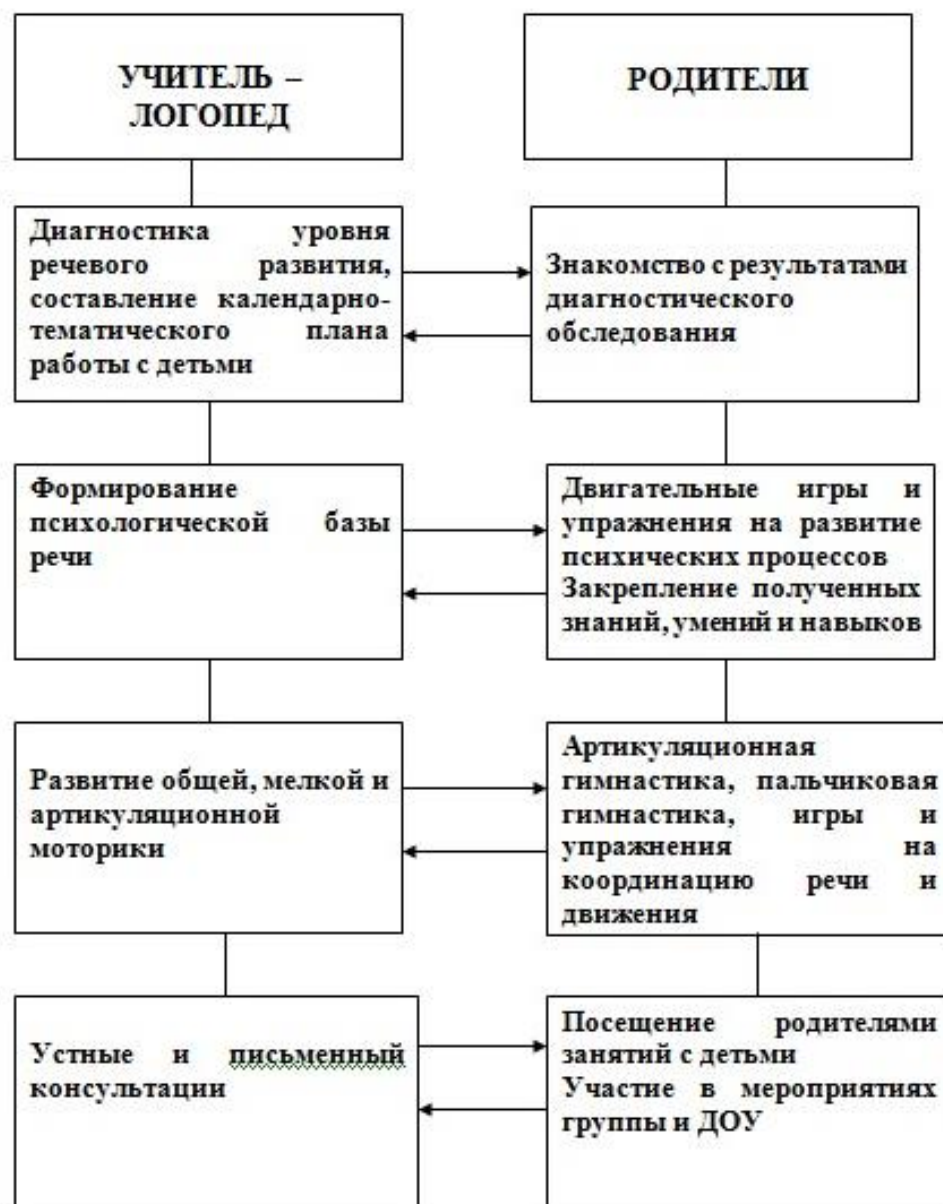 УЧИТЕЛЬ –
ЛОГОПЕД
РОДИТЕЛИ
Диагностика уровня
речевого развития,
составление календарно-
тематического плана
работы с детьми
Знакомство с результатами
диагностического
обследования
Формирование
психологической базы
речи
Двигательные игры и
упражнения на развитие
психических процессов
Закрепление полученных
знаний, умений и навыков
Развитие общей, мелкой и
артикуляционной
моторики
Артикуляционная
гимнастика, пальчиковая
гимнастика, игры и
упражнения на
координацию речи и
движения
Устные и письменный
консультации
Посещение родителями
занятий с детьми
Участие в мероприятиях
группы и ДОУ